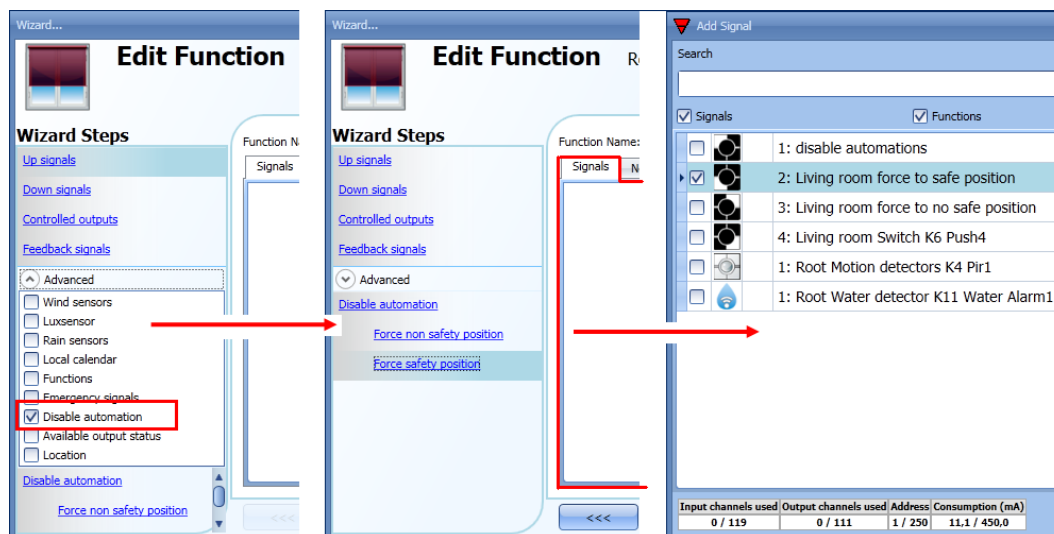 Wizard...
Edit Function
Wizard Steps
Up signals
Down signals
Controlled outputs
Feedback signals
Advanced
Wind sensors
Luxsensor
Rain sensors
Local calendar
Functions
Emergency signals
Disable automation
Available output status
Location
Disable automation
Force non safety position
Function N
Signals
<<<
Wizard...
Edit Function
R
Wizard Steps
Up signals
Down signals
Controlled outputs
Feedback signals
Advanced
Disable automation
Force non safety position
Force safety position
Function Name:
Signals
N
<<<
Add Signal
Search
Signals
Functions
1: disable automations
2: Living room force to safe position
3: Living room force to no safe position
4: Living room Switch K6 Push4
1: Root Motion detectors K4 Pir1
1: Root Water detector K11 Water Alarm1
Input channels used Output channels used Address Consumption (mA)
0 / 119 0 / 111 1 / 250 11,1 / 450,0